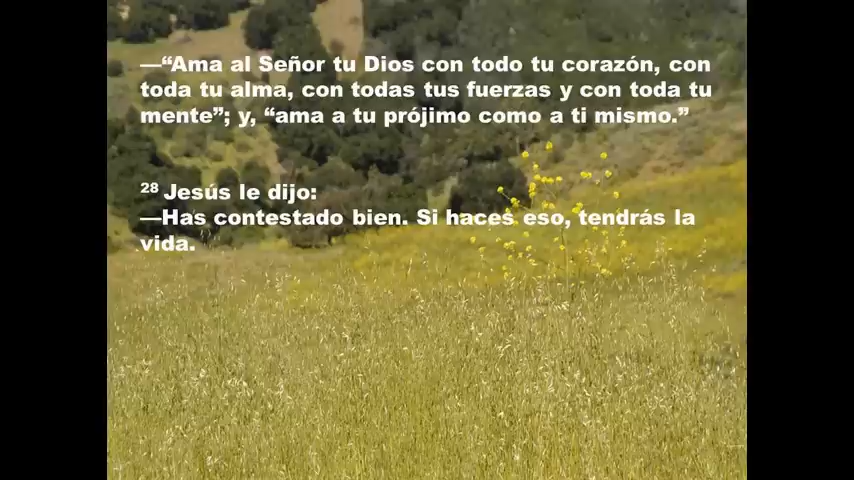 —“Ama al Señor tu Dios con todo tu corazón, con
toda tu alma, con todas tus fuerzas y con toda tu
mente”; y, “ama a tu prójimo como a ti mismo.”
28 Jesús le dijo:
—Has contestado bien. Si haces eso, tendrás la
vida.